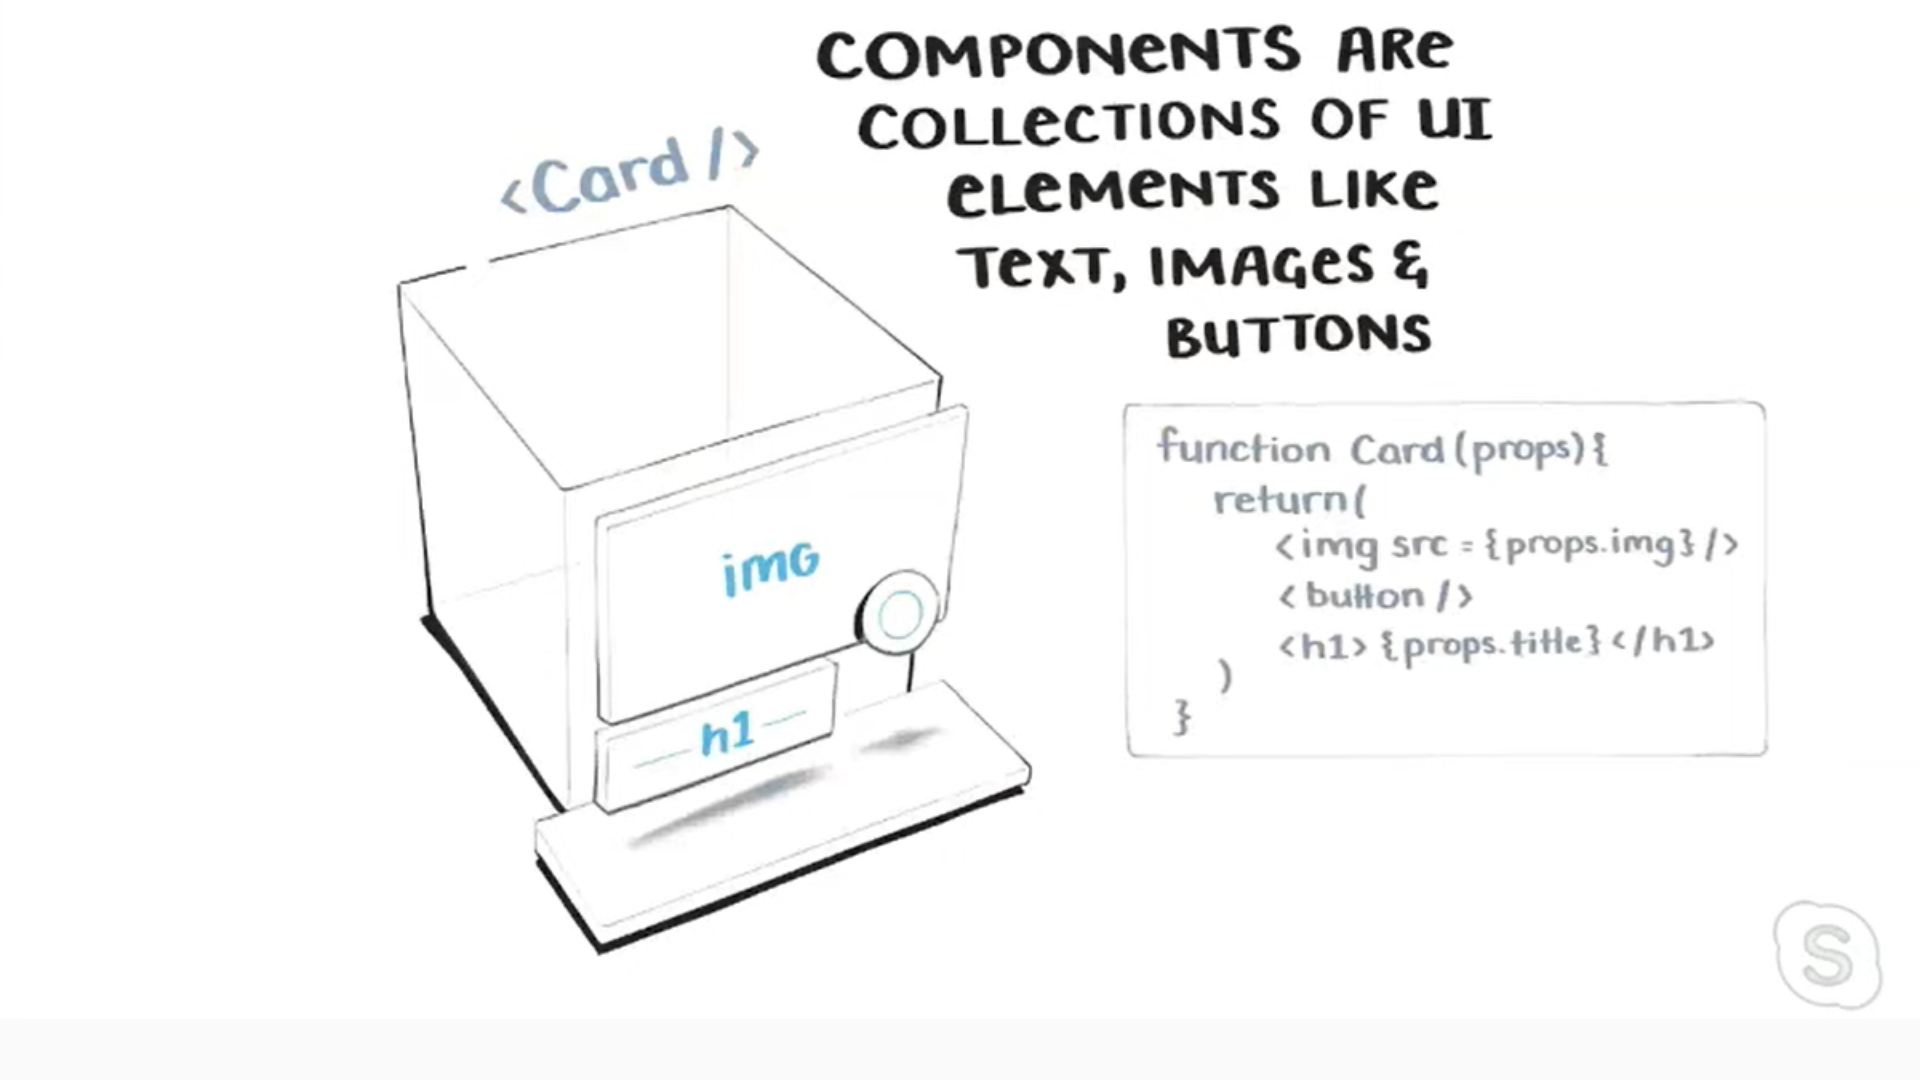 COMPONENTS ARE
COLLECTIONS OF UI
ELEMENTS LIKE
TEXT, IMAGES &
BUTTONS
<Card />
img
h1
function Card (props) {
return (
<img src = {props.img} />
< button />
<h1> {props.title} </h1>
)
}
S